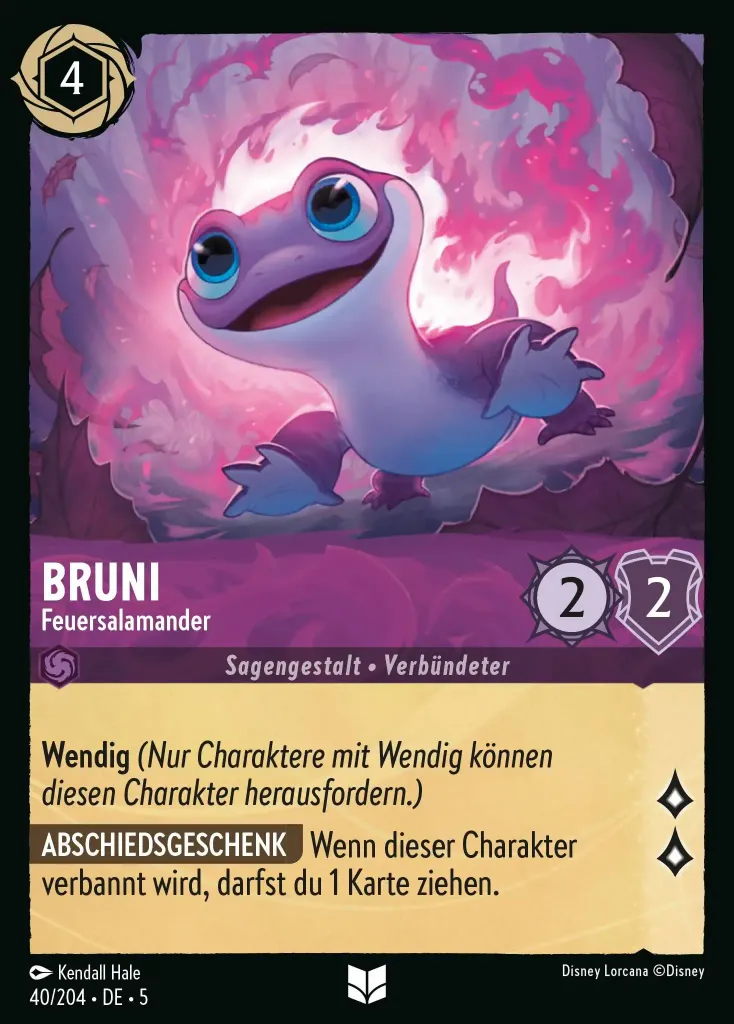 4
BRUNI
Feuersalamander
2 2
Sagengestalt • Verbündeter
Wendig (Nur Charaktere mit Wendig können
diesen Charakter herausfordern.)
ABSCHIEDSGESCHENK Wenn dieser Charakter
verbannt wird, darfst du 1 Karte ziehen.
Kendall Hale
Disney Lorcana ©Disney
40/204 • DE • 5